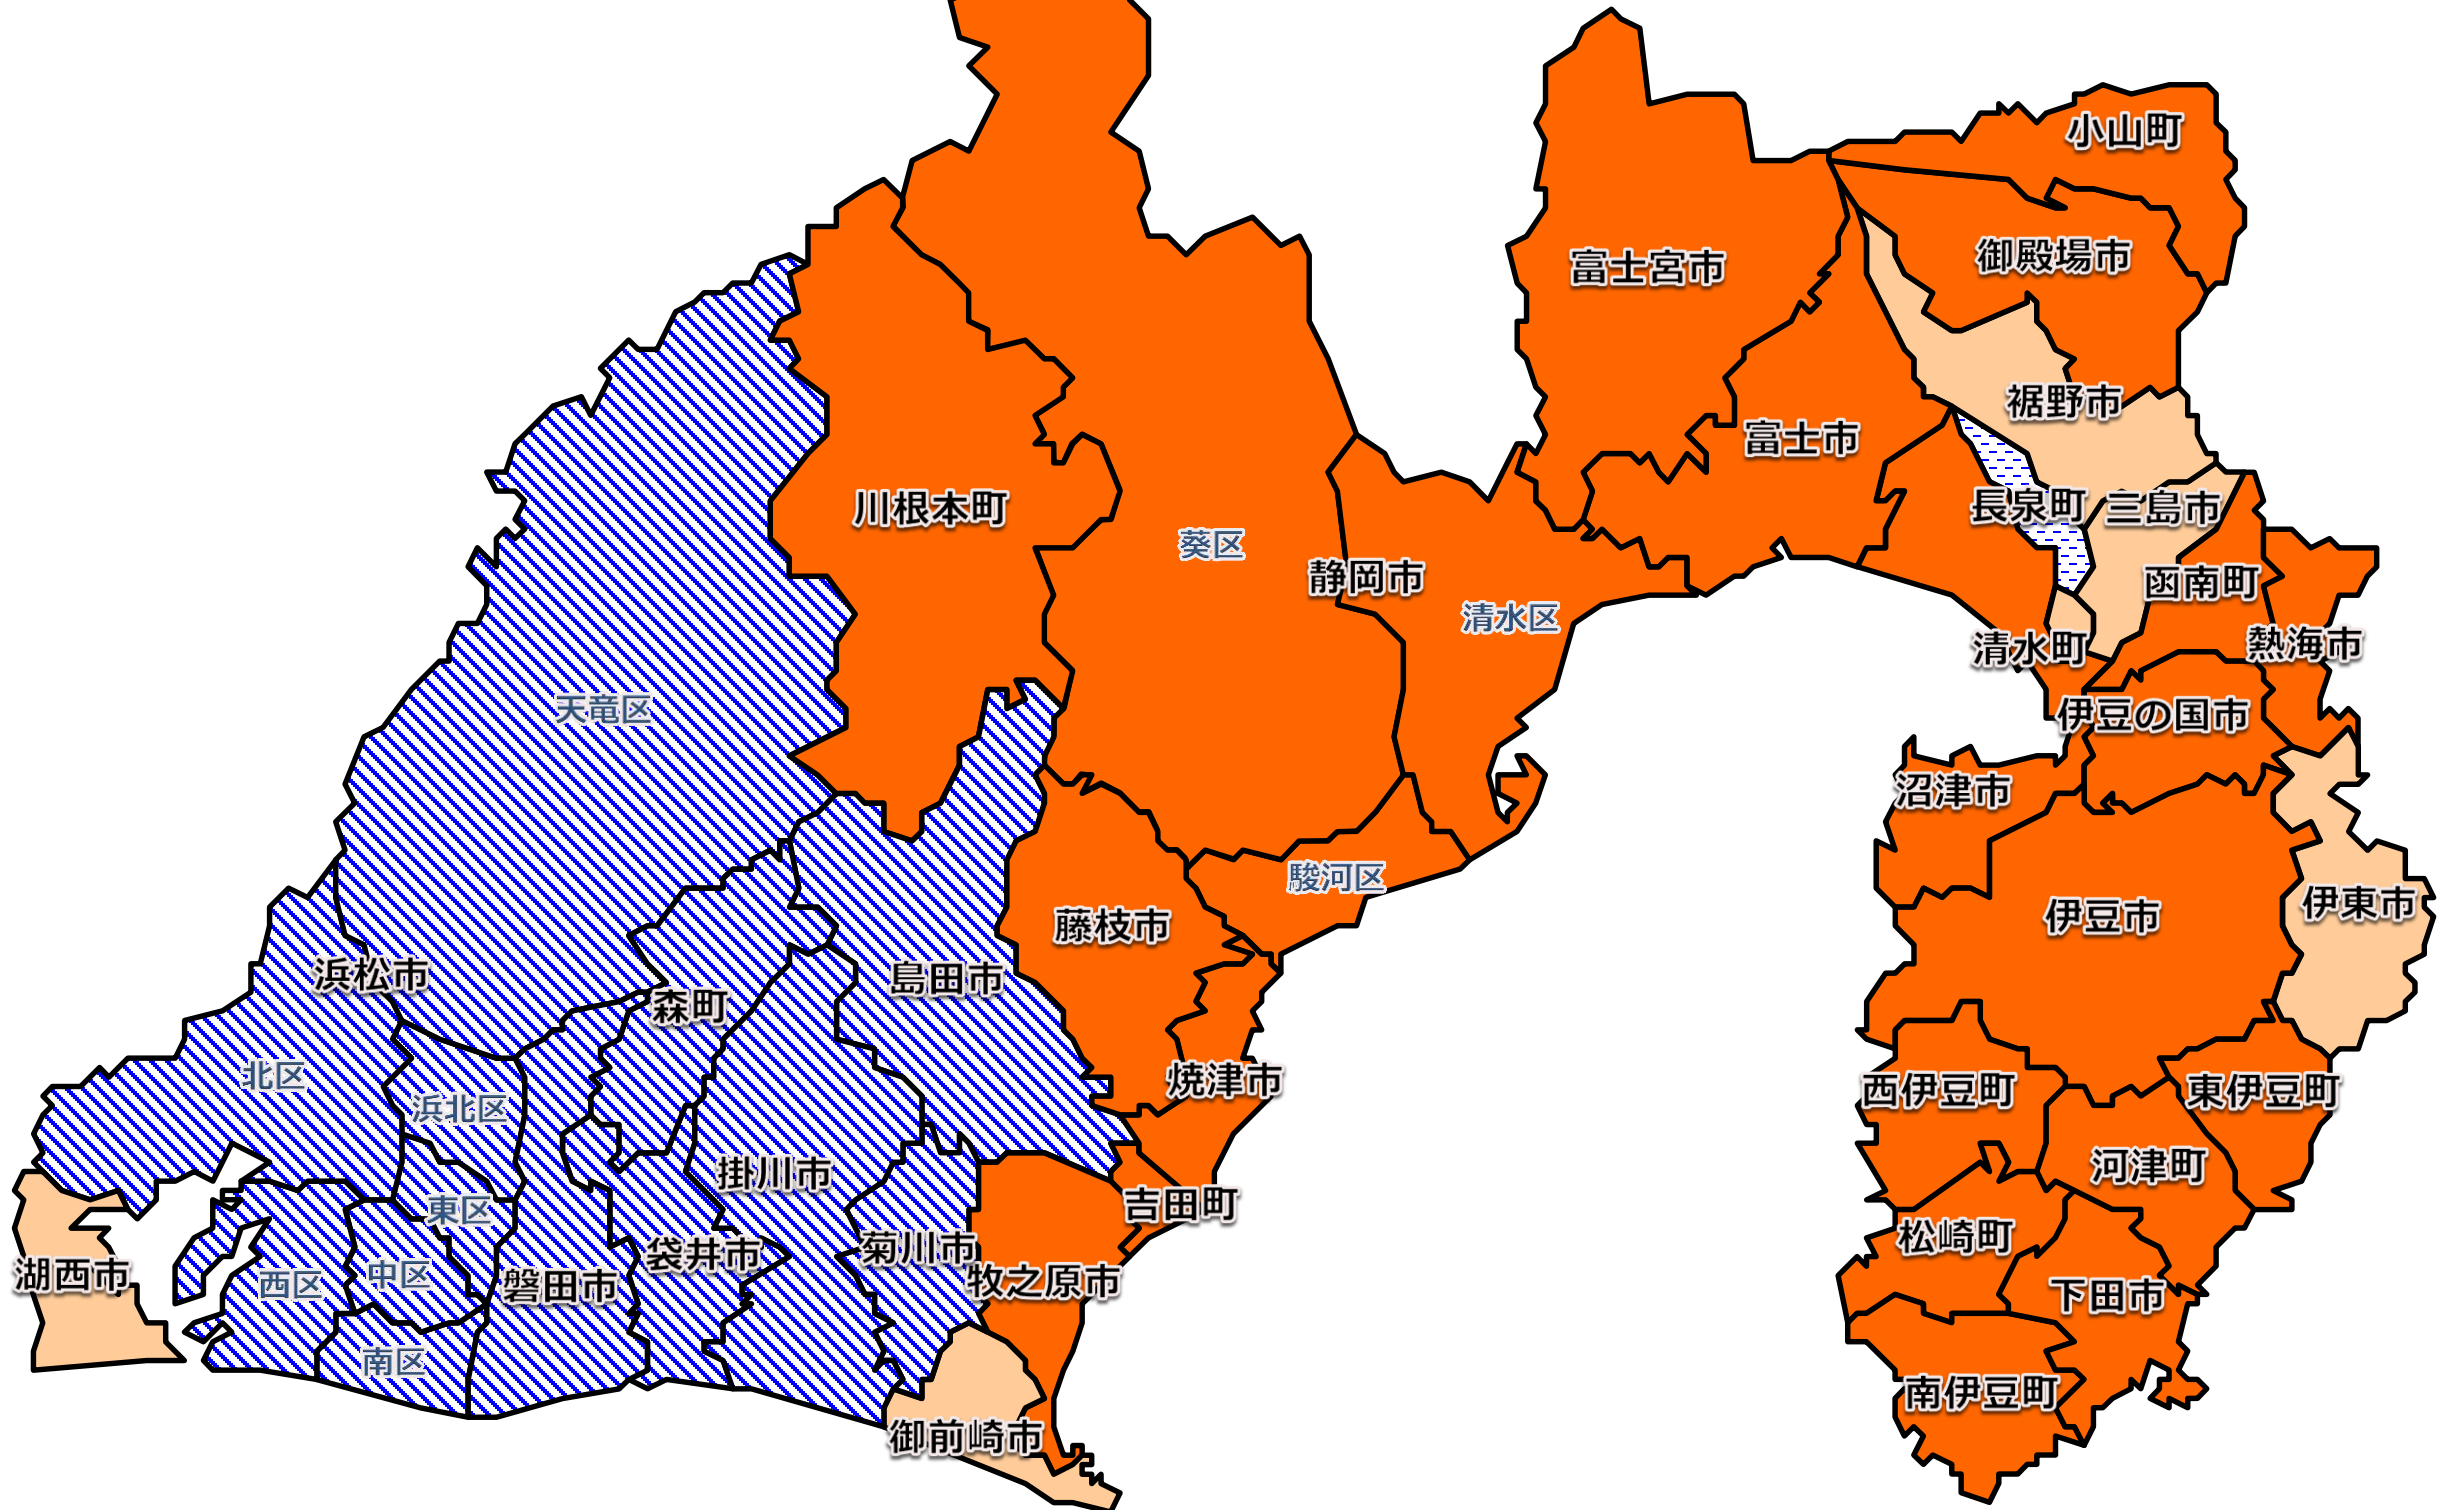 小山町
御殿場市
富士宮市
裾野市
富士市
川根本町
長泉町
三島市
葵区
静岡市
函南町
清水区
清水町
熱海市
天竜区
伊豆の国市
沼津市
駿河区
伊東市
伊豆市
藤枝市
浜松市
島田市
森町
北区
焼津市
西伊豆町
東伊豆町
浜北区
掛川市
河津町
東区
吉田町
松崎町
菊川市
袋井市
湖西市
中区
西区
磐田市
牧之原市
下田市
南区
南伊豆町
御前崎市